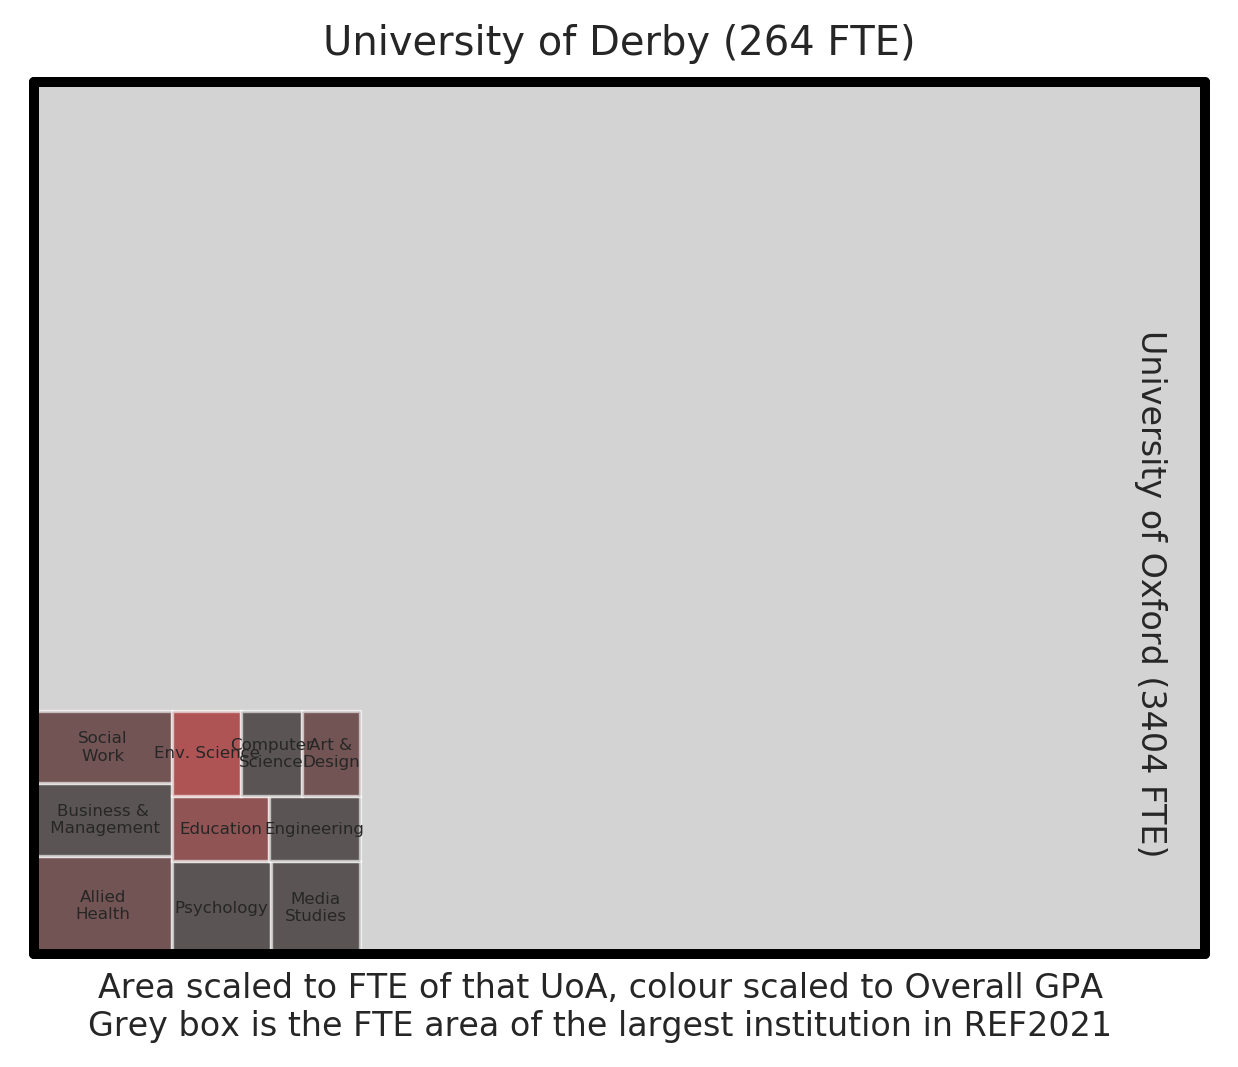 University of Derby (264 FTE)
University of Oxford (3404 FTE)
Social
Work
Env. Science
Computer
Science
Art &
Design
Business &
Management
Education
Engineering
Allied
Health
Psychology
Media
Studies
Area scaled to FTE of that UoA, colour scaled to Overall GPA
Grey box is the FTE area of the largest institution in REF2021